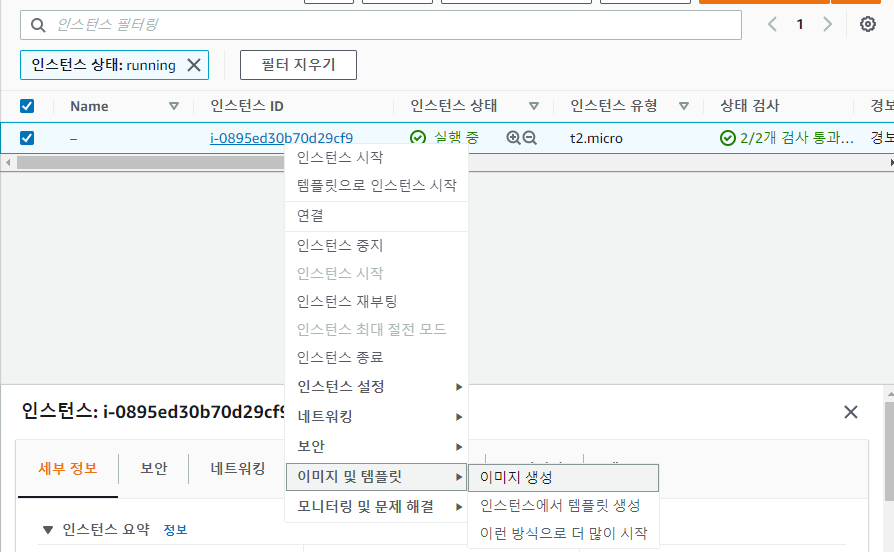 인스턴스 필터링
1
인스턴스 상태: running
필터 지우기
Name 인스턴스 ID 인스턴스 상태 인스턴스 유형 상태 검사 경보
– i-0895ed30b70d29cf9 실행 중 t2.micro 2/2개 검사 통과... 경보
인스턴스 시작
템플릿으로 인스턴스 시작
연결
인스턴스 중지
인스턴스 시작
인스턴스 재부팅
인스턴스 최대 절전 모드
인스턴스 종료
인스턴스 설정
네트워킹
보안
이미지 및 템플릿
모니터링 및 문제 해결
이미지 생성
인스턴스에서 템플릿 생성
이런 방식으로 더 많이 시작
인스턴스: i-0895ed30b70d29cf9
세부 정보 보안 네트워킹
인스턴스 요약 정보